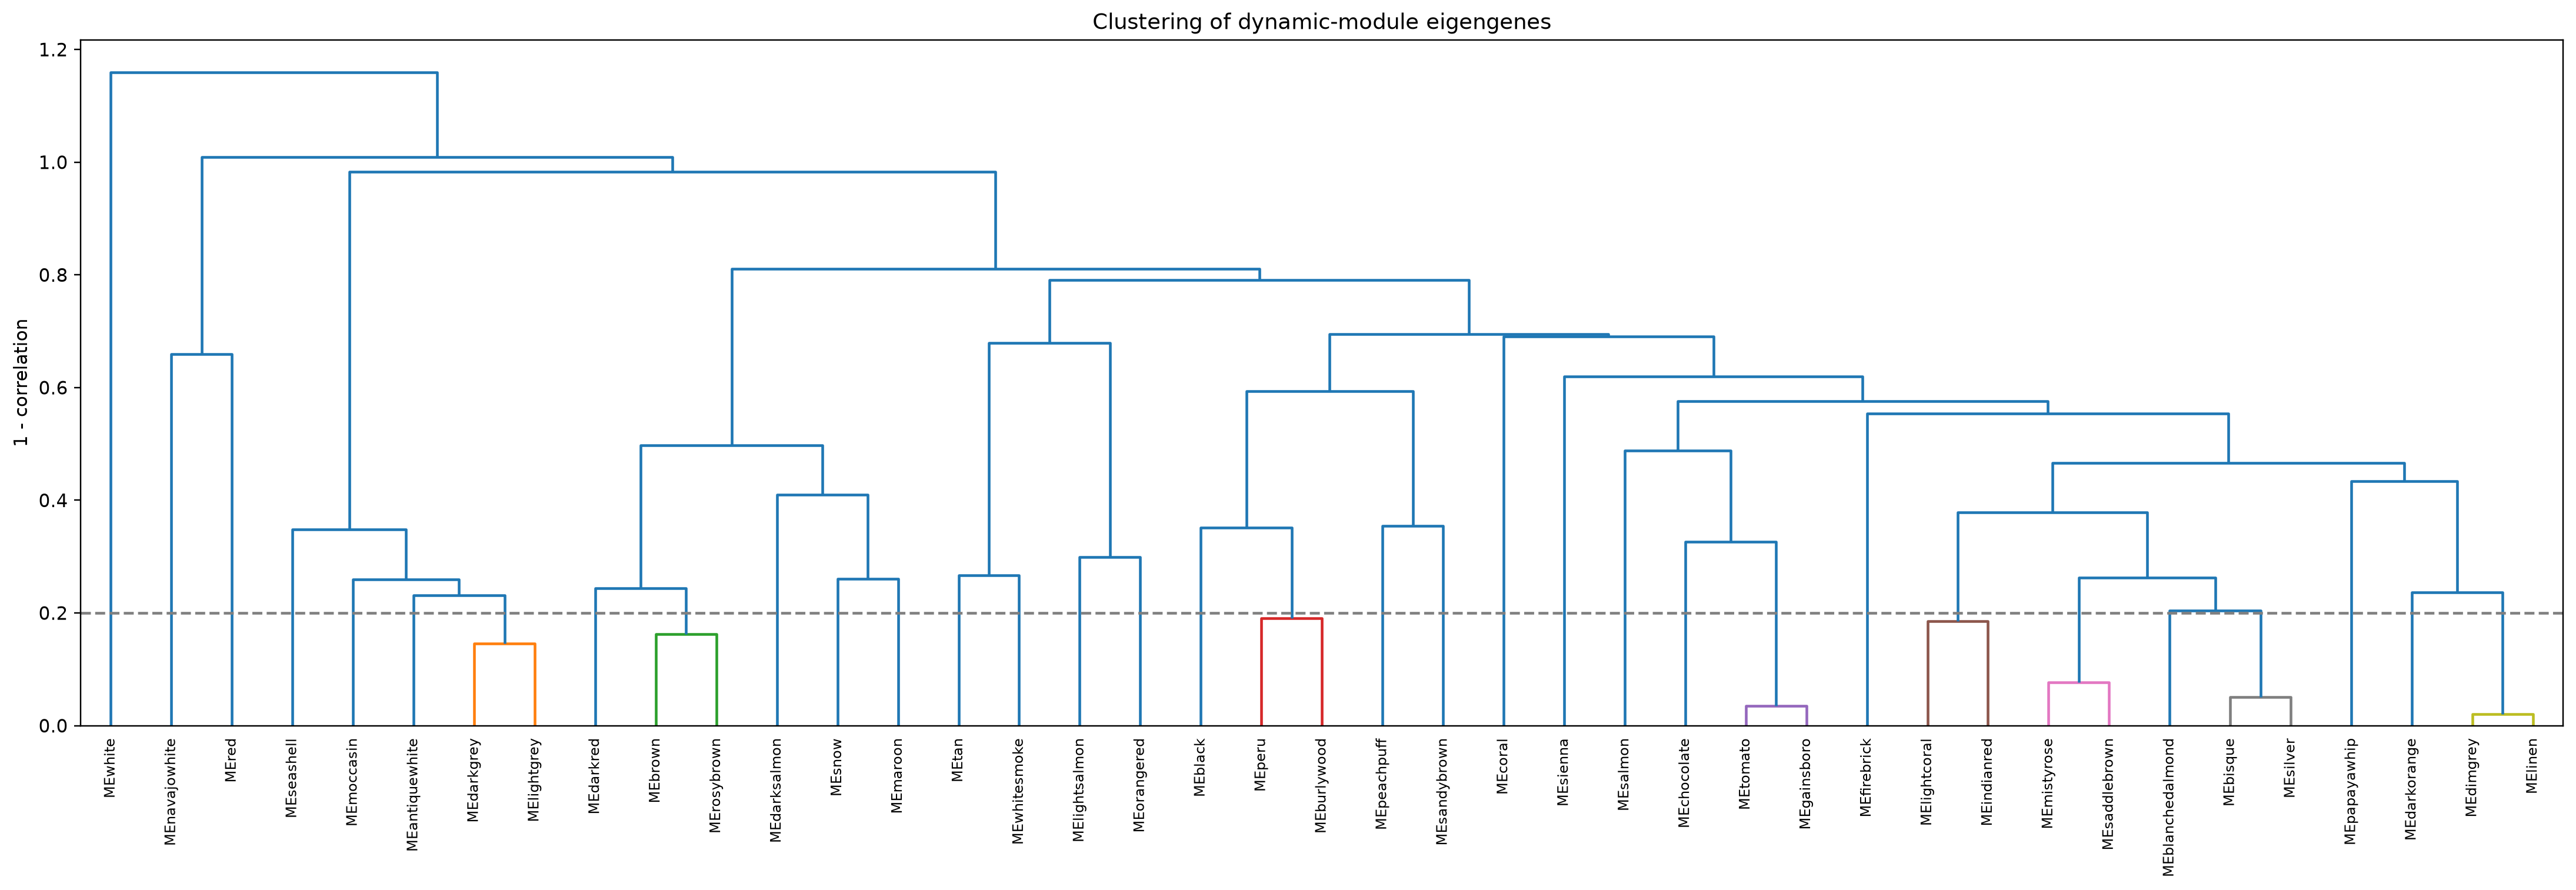 Clustering of dynamic-module eigengenes
1.2
1.0
0.8
0.6
0.4
0.2
0.0
1 - correlation
MEwhite
MEnavajowhite
MEred
MEseashell
MEmoccasin
MEantiquewhite
MEdarkgrey
MElightgrey
MEdarkred
MEbrown
MErosybrown
MEdarksalmon
MEsnow
MEmaroon
MEtan
MEwhitesmoke
MElightsalmon
MEorangered
MEblack
MEperu
MEburlywood
MEpeachpuff
MEsandybrown
MEcoral
MEsienna
MEsalmon
MEchocolate
MEtomato
MEgainsboro
MEfirebrick
MElightcoral
MEindianred
MEmistyrose
MEsaddlebrown
MEblanchedalmond
MEbisque
MEsilver
MEpapayawhip
MEdarkorange
MEdimgrey
MElinen